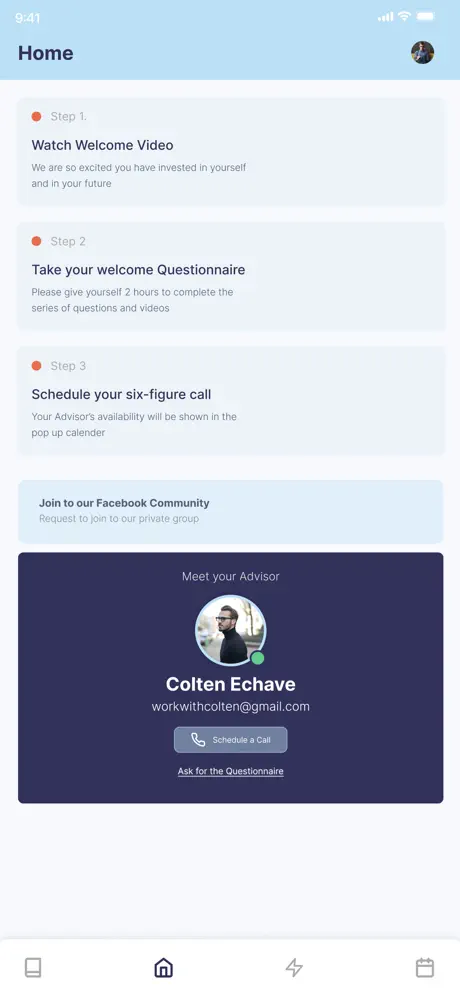 9:41
Home
Step 1.
Watch Welcome Video
We are so excited you have invested in yourself
and in your future
Step 2
Take your welcome Questionnaire
Please give yourself 2 hours to complete the
series of questions and videos
Step 3
Schedule your six-figure call
Your Advisor's availability will be shown in the
pop up calender
Join to our Facebook Community
Request to join to our private group
Meet your Advisor
Colten Echave
workwithcolten@gmail.com
Schedule a Call
Ask for the Questionnaire